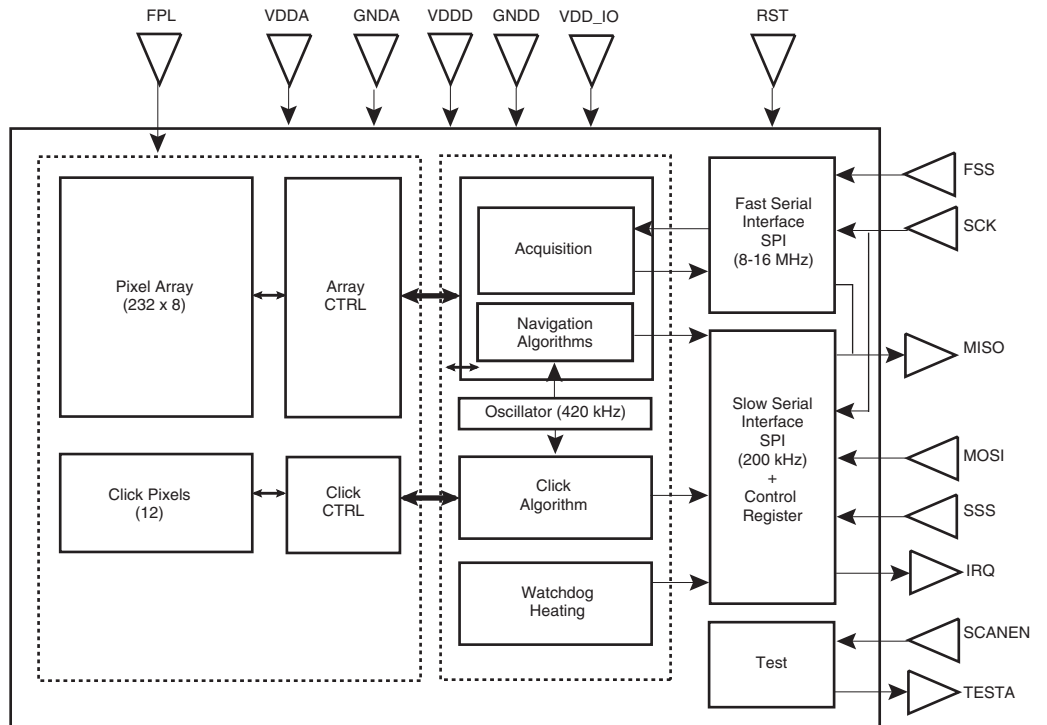 FPL
VDDA
GNDA
VDDD
GNDD
VDD_IO
RST
FSS
SCK
MISO
MOSI
SSS
IRQ
SCANEN
TESTA
Pixel Array
(232 x 8)
Array
CTRL
Acquisition
Navigation
Algorithms
Fast Serial
Interface
SPI
(8-16 MHz)
Oscillator (420 kHz)
Click Pixels
(12)
Click
CTRL
Click
Algorithm
Slow Serial
Interface
SPI
(200 kHz)
+
Control
Register
Watchdog
Heating
Test